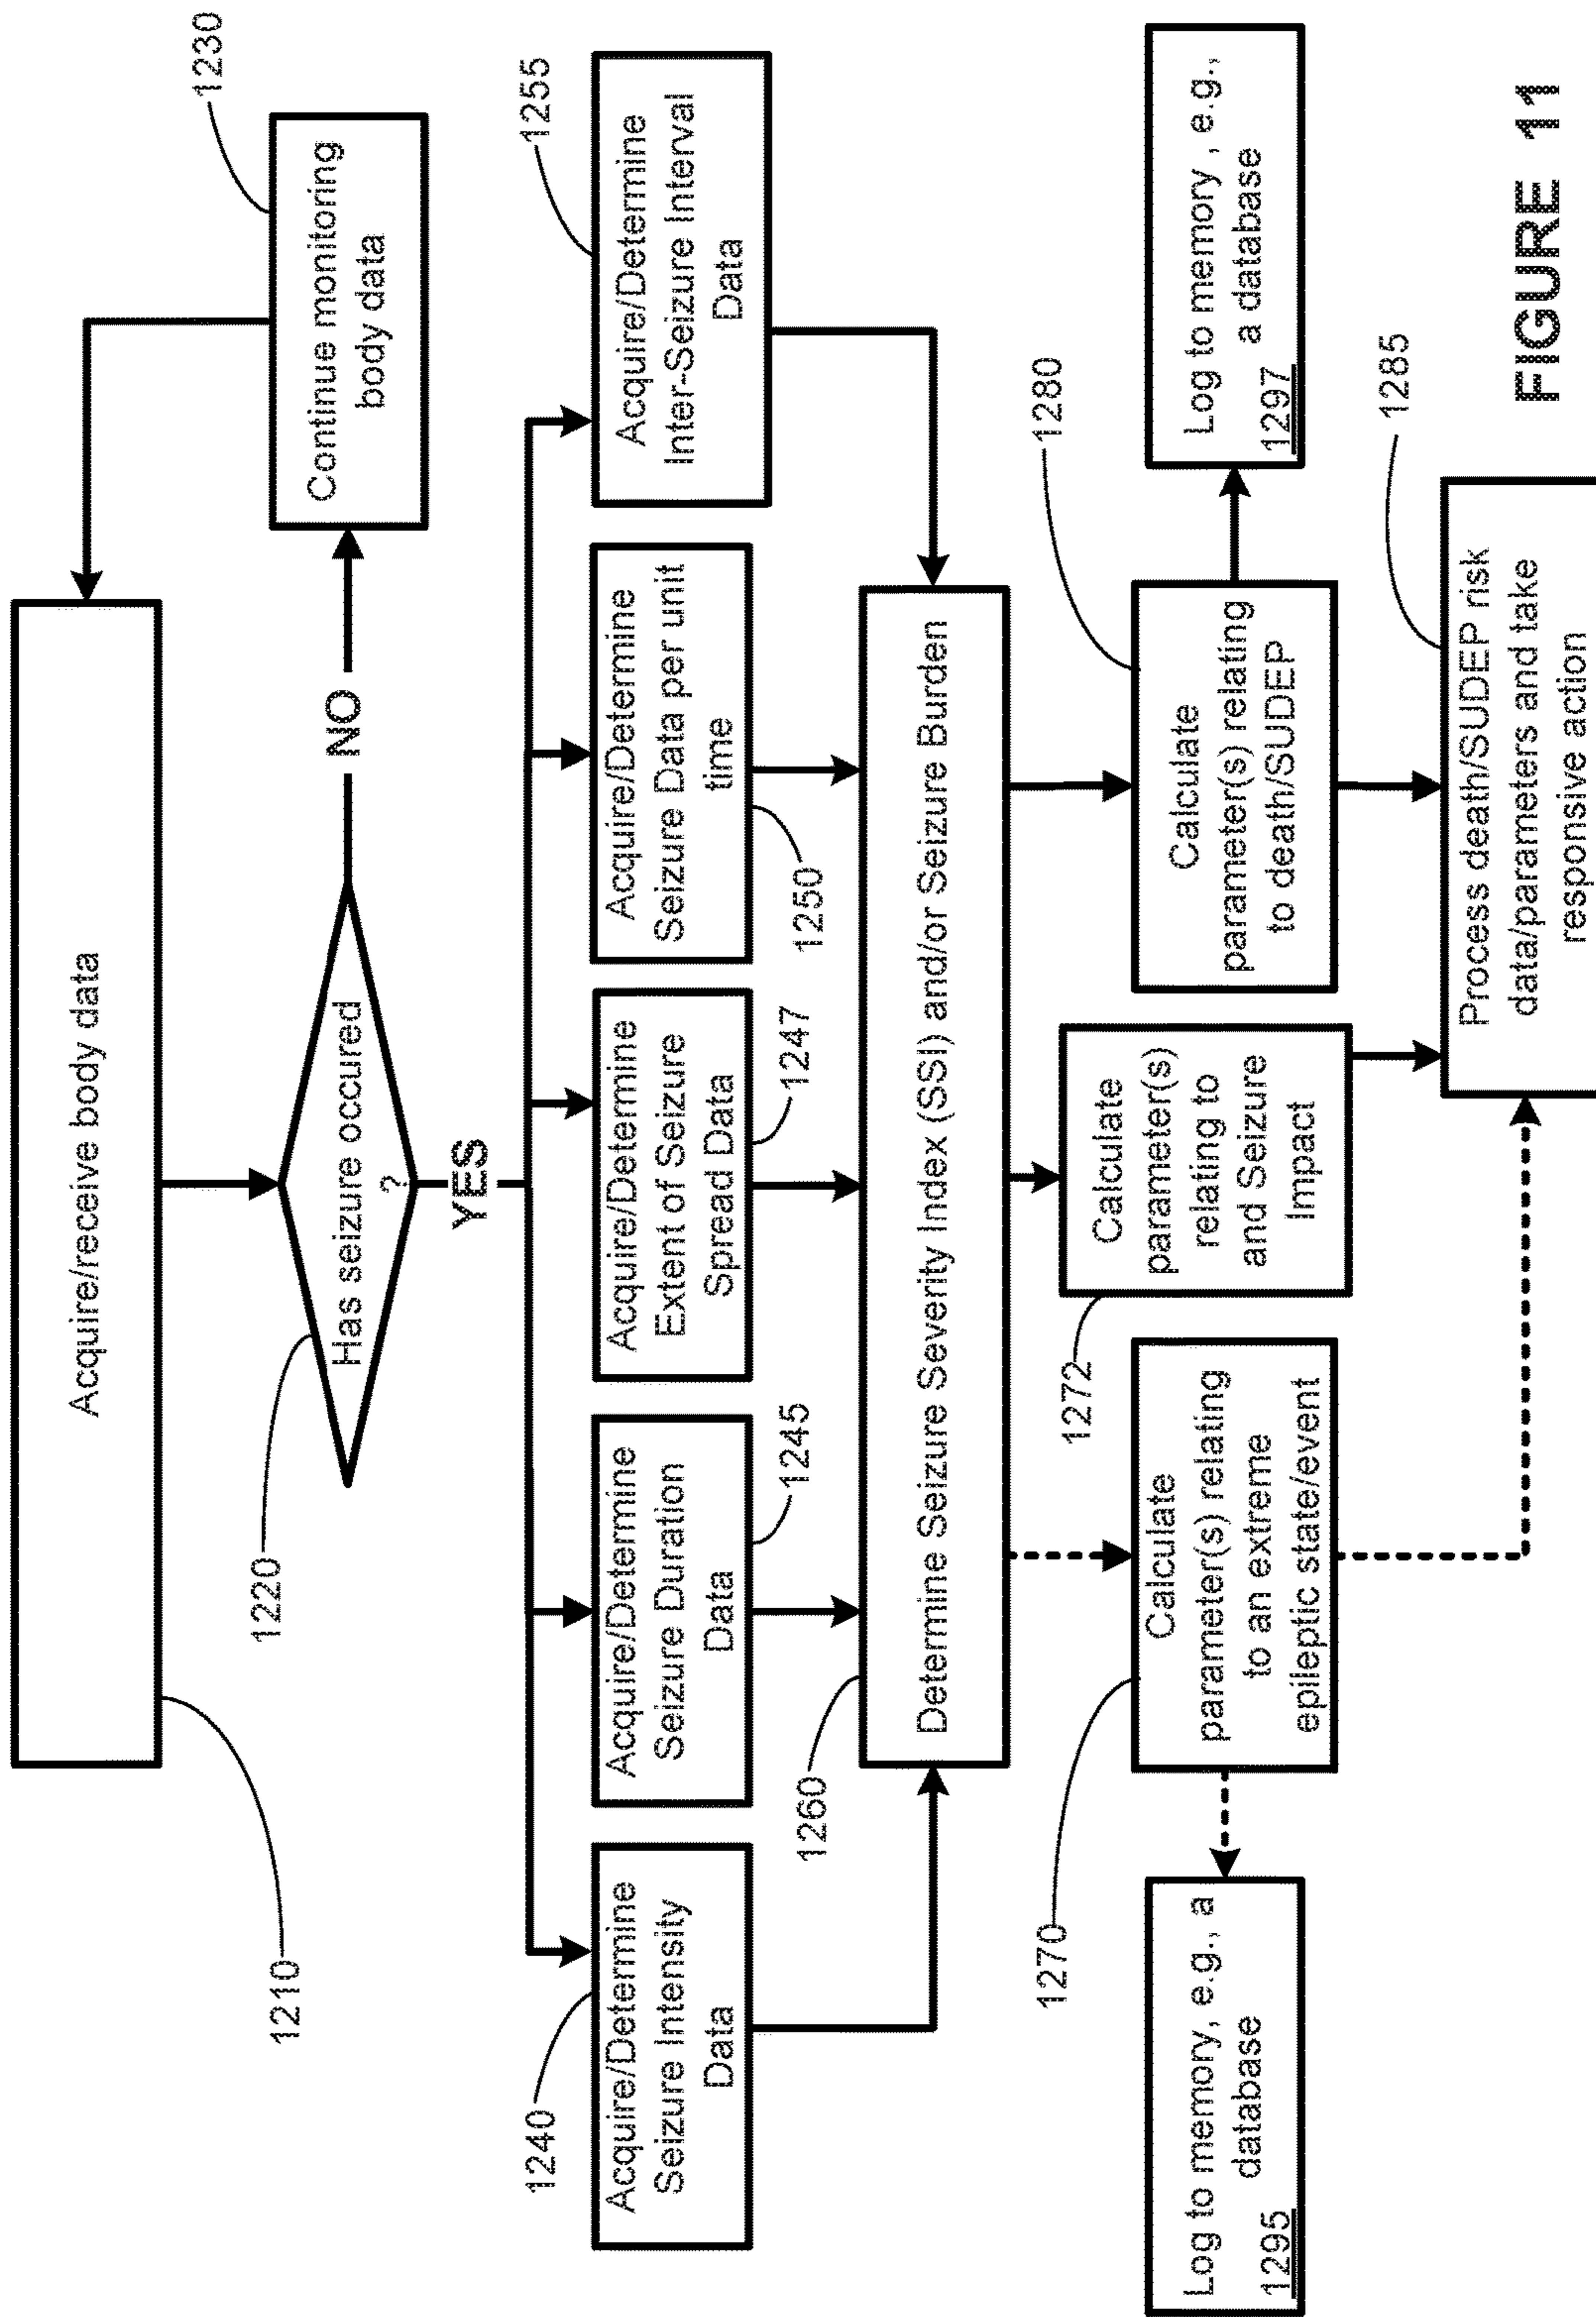 Acquire/receive body data
1210
Has seizure occured
?
1220
NO
Continue monitoring
body data
1230
YES
1240
Acquire/Determine
Seizure Intensity
Data
Acquire/Determine
Seizure Duration
Data
1245
Acquire/Determine
Extent of Seizure
Spread Data
1247
Acquire/Determine
Seizure Data per unit
time
1250
Acquire/Determine
Inter-Seizure Interval
Data
1255
1260
Determine Seizure Severity Index (SSI) and/or Seizure Burden
Log to memory, e.g., a
database
1295
1270
Calculate
parameter(s) relating
to an extreme
epileptic state/event
1272
Calculate
parameter(s)
relating to
and Seizure
Impact
Calculate
parameter(s) relating
to death/SUDEP
1280
Log to memory , e.g.,
a database
1297
Process death/SUDEP risk
data/parameters and take
responsive action
1285
FIGURE 11